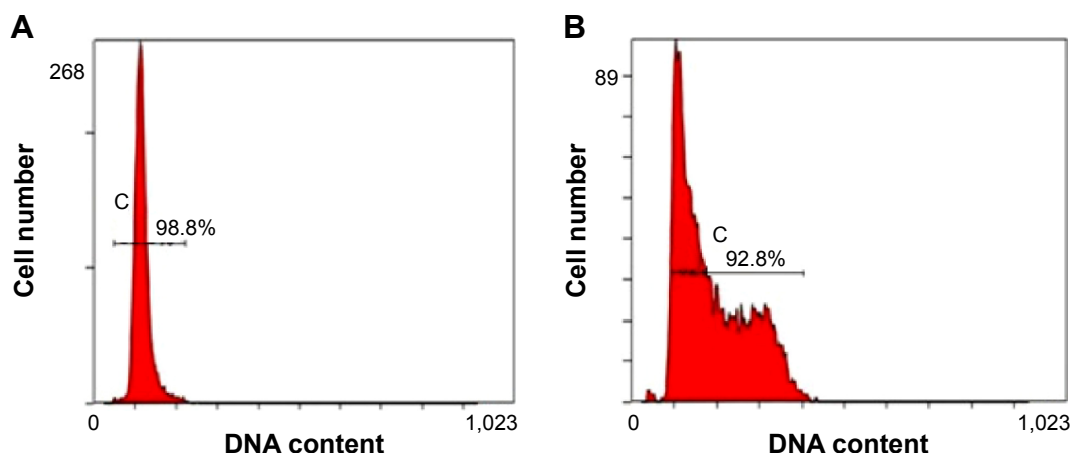 A
268
Cell number
C
98.8%
0
1,023
DNA content
B
89
Cell number
C
92.8%
0
1,023
DNA content